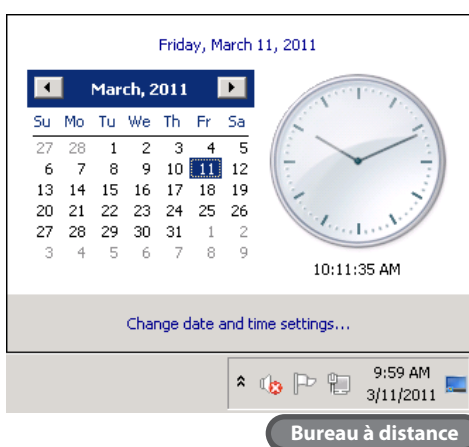 Friday, March 11, 2011
March, 2011
Su Mo Tu We Th Fr Sa
27 28 1 2 3 4 5
6 7 8 9 10 11 12
13 14 15 16 17 18 19
20 21 22 23 24 25 26
27 28 29 30 31 1 2
3 4 5 6 7 8 9
10:11:35 AM
Change date and time settings...
9:59 AM
3/11/2011
Bureau à distance